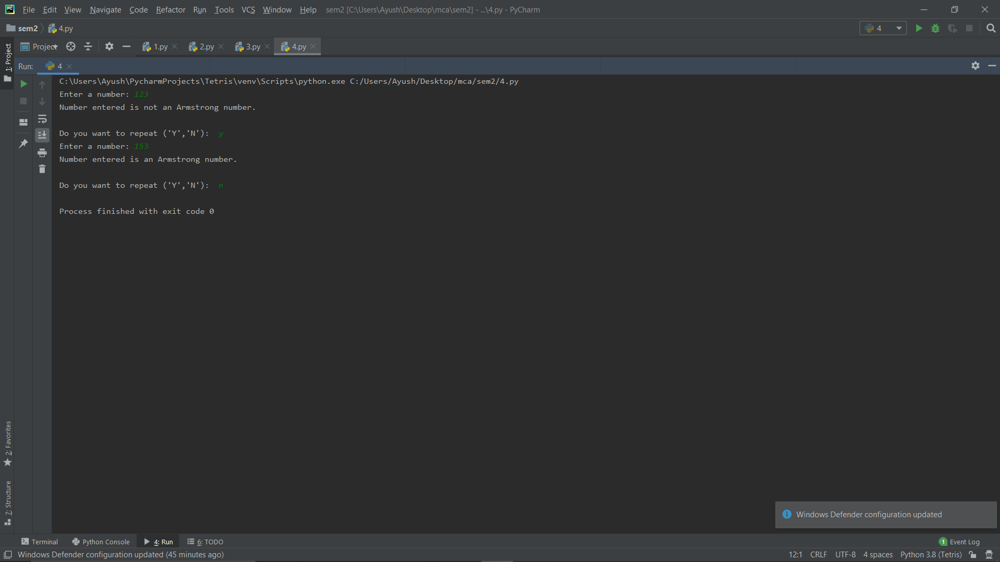 File Edit View Navigate Code Refactor Run Tools VCS Window Help sem2 [C:\Users\Ayush\Desktop\mca\sem2] - ...\4.py - PyCharm
sem2 4.py 4
1: Project
Project 1.py 2.py 3.py 4.py
Run: 4
C:\Users\Ayush\PycharmProjects\Tetris\venv\Scripts\python.exe C:/Users/Ayush/Desktop/mca/sem2/4.py
Enter a number: 123
Number entered is not an Armstrong number.
Do you want to repeat ('Y','N'):  y
Enter a number: 153
Number entered is an Armstrong number.
Do you want to repeat ('Y','N'):  n
Process finished with exit code 0
2: Favorites
7: Structure
Windows Defender configuration updated
Terminal Python Console 4: Run 6: TODO 1 Event Log
Windows Defender configuration updated (45 minutes ago) 12:1 CRLF UTF-8 4 spaces Python 3.8 (Tetris)